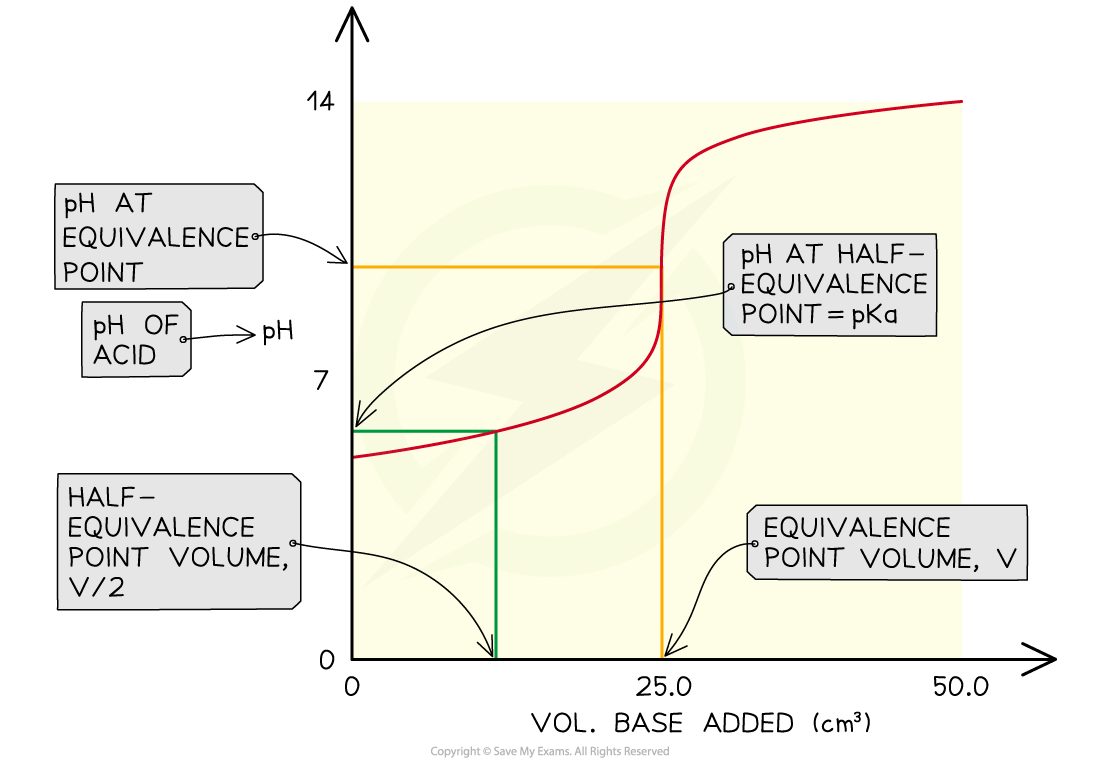 14
pH AT
EQUIVALENCE
POINT
pH AT HALF-
EQUIVALENCE
POINT = pKa
pH OF
ACID
pH
7
HALF-
EQUIVALENCE
POINT VOLUME,
V/2
EQUIVALENCE
POINT VOLUME, V
0
0 25.0 50.0
VOL. BASE ADDED (cm³)
Copyright © Save My Exams. All Rights Reserved